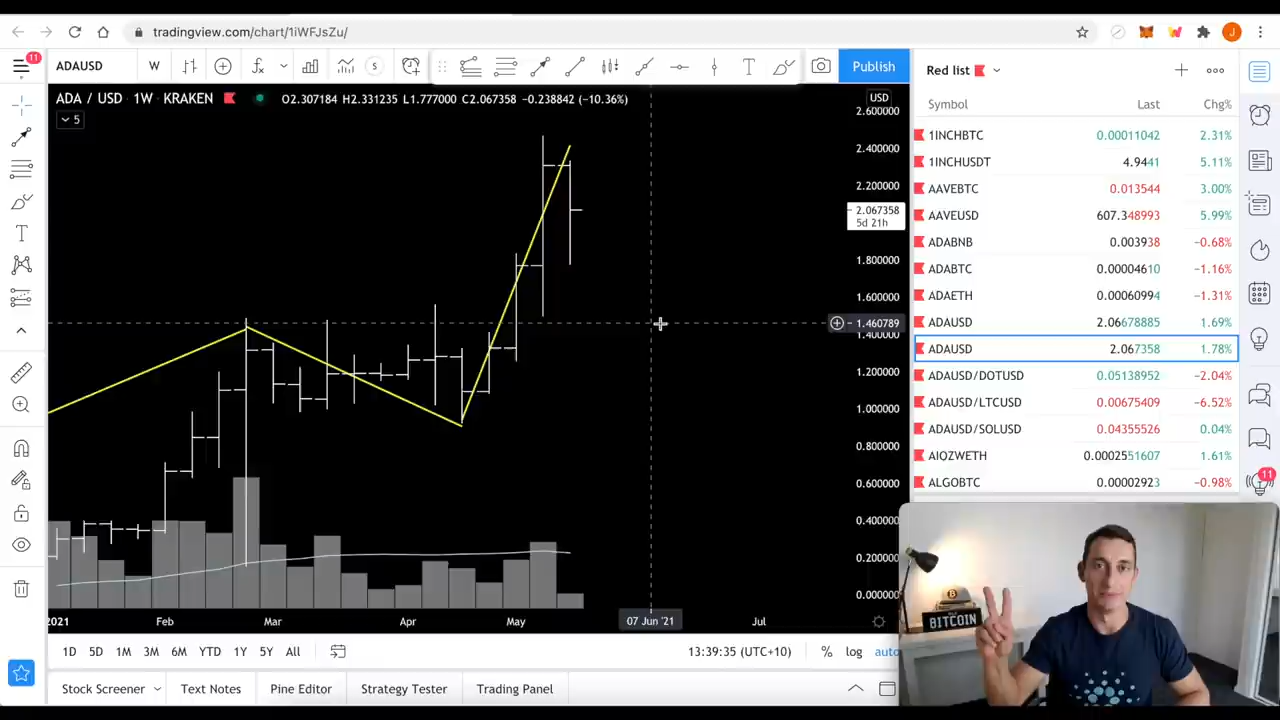 tradingview.com/chart/1iWFJsZu/
J
11
ADAUSD
W
S
T
Publish
Red list
ADA / USD · 1W · KRAKEN O2.307184 H2.331235 L1.777000 C2.067358 −0.238842 (−10.36%)
5
USD
2.600000
2.400000
2.200000
2.067358
5d 21h
1.800000
1.600000
1.460789
1.400000
1.200000
1.000000
0.800000
0.600000
0.400000
0.200000
0.000000
2021 Feb Mar Apr May 07 Jun '21 Jul
1D 5D 1M 3M 6M YTD 1Y 5Y All
13:39:35 (UTC+10) % log auto
Stock Screener Text Notes Pine Editor Strategy Tester Trading Panel
Symbol Last Chg%
1INCHBTC 0.00011042 2.31%
1INCHUSDT 4.9441 5.11%
AAVEBTC 0.013544 3.00%
AAVEUSD 607.348993 5.99%
ADABNB 0.003938 −0.68%
ADABTC 0.00004610 −1.16%
ADAETH 0.00060994 −1.31%
ADAUSD 2.06678885 1.69%
ADAUSD 2.067358 1.78%
ADAUSD/DOTUSD 0.05138952 −2.04%
ADAUSD/LTCUSD 0.00675409 −6.52%
ADAUSD/SOLUSD 0.04355526 0.04%
AIOZWETH 0.0002551607 1.61%
ALGOBTC 0.00002923 −0.98%
11
BITCOIN